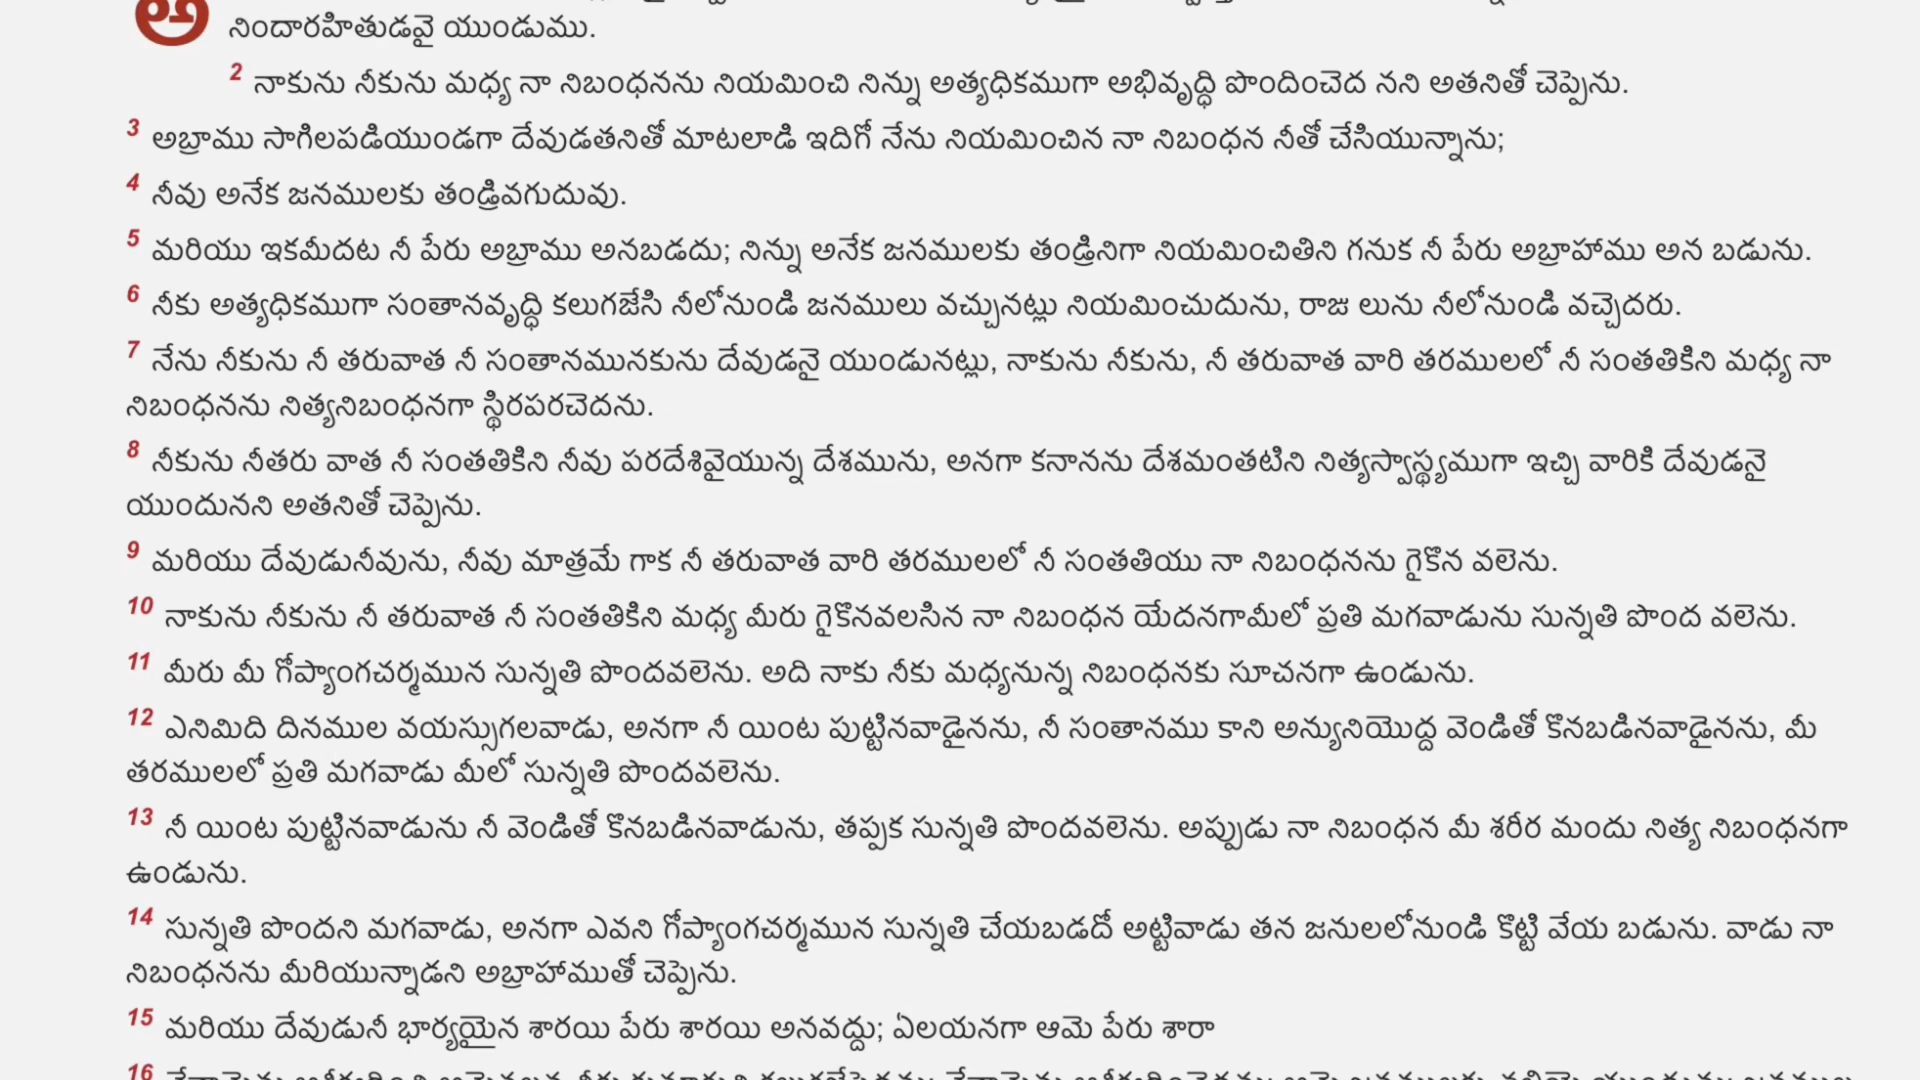 అ
నిందారహితుడవై యుండుము.
2 నాకును నీకును మధ్య నా నిబంధనను నియమించి నిన్ను అత్యధికముగా అభివృద్ధి పొందించెద నని అతనితో చెప్పెను.
3 అబ్రాము సాగిలపడియుండగా దేవుడతనితో మాటలాడి ఇదిగో నేను నియమించిన నా నిబంధన నీతో చేసియున్నాను;
4 నీవు అనేక జనములకు తండ్రివగుదువు.
5 మరియు ఇకమీదట నీ పేరు అబ్రాము అనబడదు; నిన్ను అనేక జనములకు తండ్రినిగా నియమించితిని గనుక నీ పేరు అబ్రాహాము అన బడును.
6 నీకు అత్యధికముగా సంతానవృద్ధి కలుగజేసి నీలోనుండి జనములు వచ్చునట్లు నియమించుదును, రాజు లును నీలోనుండి వచ్చెదరు.
7 నేను నీకును నీ తరువాత నీ సంతానమునకును దేవుడనై యుండునట్లు, నాకును నీకును, నీ తరువాత వారి తరములలో నీ సంతతికిని మధ్య నా
నిబంధనను నిత్యనిబంధనగా స్థిరపరచెదను.
8 నీకును నీతరు వాత నీ సంతతికిని నీవు పరదేశివైయున్న దేశమును, అనగా కనానను దేశమంతటిని నిత్యస్వాస్థ్యముగా ఇచ్చి వారికి దేవుడనై
యుందునని అతనితో చెప్పెను.
9 మరియు దేవుడునీవును, నీవు మాత్రమే గాక నీ తరువాత వారి తరములలో నీ సంతతియు నా నిబంధనను గైకొన వలెను.
10 నాకును నీకును నీ తరువాత నీ సంతతికిని మధ్య మీరు గైకొనవలసిన నా నిబంధన యేదనగామీలో ప్రతి మగవాడును సున్నతి పొంద వలెను.
11 మీరు మీ గోప్యాంగచర్మమున సున్నతి పొందవలెను. అది నాకు నీకు మధ్యనున్న నిబంధనకు సూచనగా ఉండును.
12 ఎనిమిది దినముల వయస్సుగలవాడు, అనగా నీ యింట పుట్టినవాడైనను, నీ సంతానము కాని అన్యునియొద్ద వెండితో కొనబడినవాడైనను, మీ
తరములలో ప్రతి మగవాడు మీలో సున్నతి పొందవలెను.
13 నీ యింట పుట్టినవాడును నీ వెండితో కొనబడినవాడును, తప్పక సున్నతి పొందవలెను. అప్పుడు నా నిబంధన మీ శరీర మందు నిత్య నిబంధనగా
ఉండును.
14 సున్నతి పొందని మగవాడు, అనగా ఎవని గోప్యాంగచర్మమున సున్నతి చేయబడదో అట్టివాడు తన జనులలోనుండి కొట్టి వేయ బడును. వాడు నా
నిబంధనను మీరియున్నాడని అబ్రాహాముతో చెప్పెను.
15 మరియు దేవుడునీ భార్యయైన శారయి పేరు శారయి అనవద్దు; ఏలయనగా ఆమె పేరు శారా
16